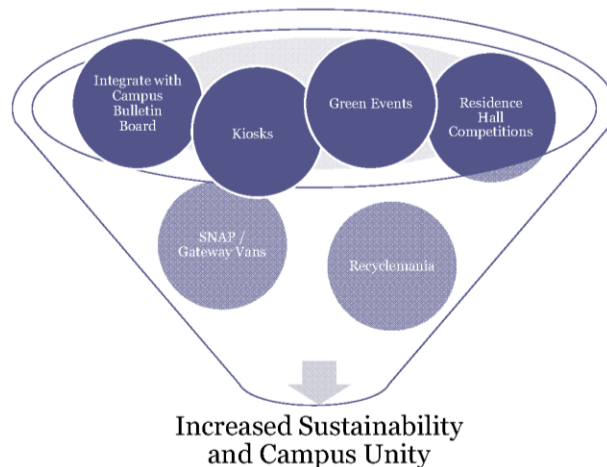 Integrate with
Campus
Bulletin
Board
Kiosks
Green Events
Residence
Hall
Competitions
SNAP /
Gateway Vans
Recyclemania
Increased Sustainability
and Campus Unity